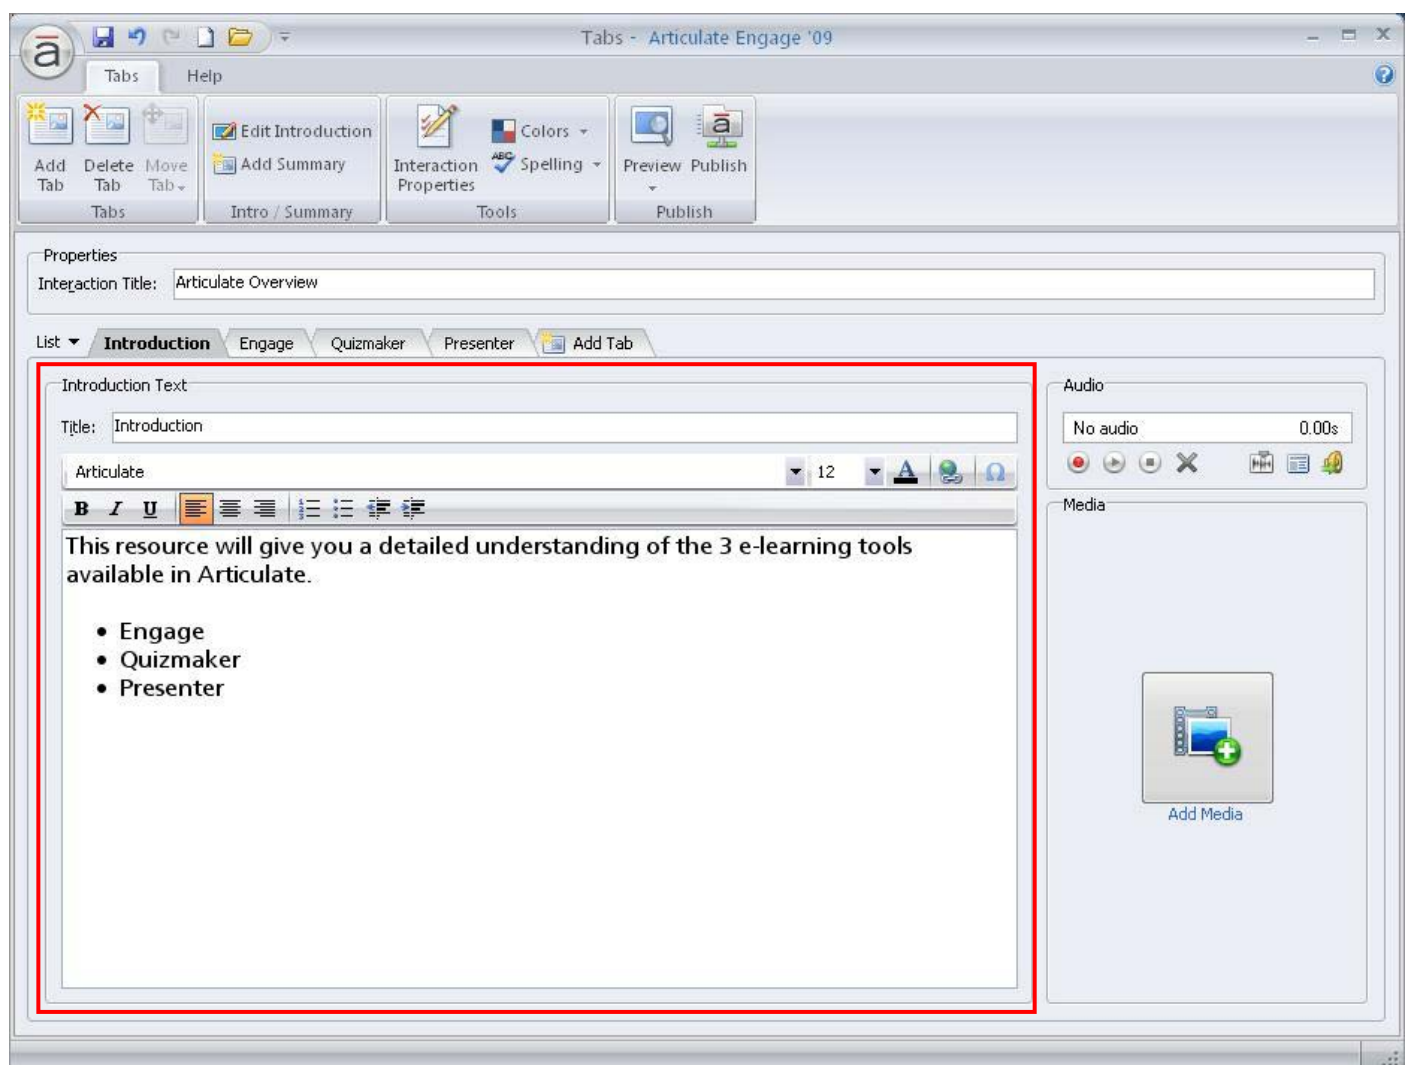 Tabs - Articulate Engage '09
Tabs Help
Add Tab
Delete Tab
Move Tab
Edit Introduction
Add Summary
Interaction Properties
Colors
ABC Spelling
Preview
Publish
Tabs
Intro / Summary
Tools
Publish
Properties
Interaction Title: Articulate Overview
List Introduction Engage Quizmaker Presenter Add Tab
Introduction Text
Title: Introduction
Articulate 12 A Ω
B I U
This resource will give you a detailed understanding of the 3 e-learning tools
available in Articulate.
• Engage
• Quizmaker
• Presenter
Audio
No audio 0.00s
Media
Add Media